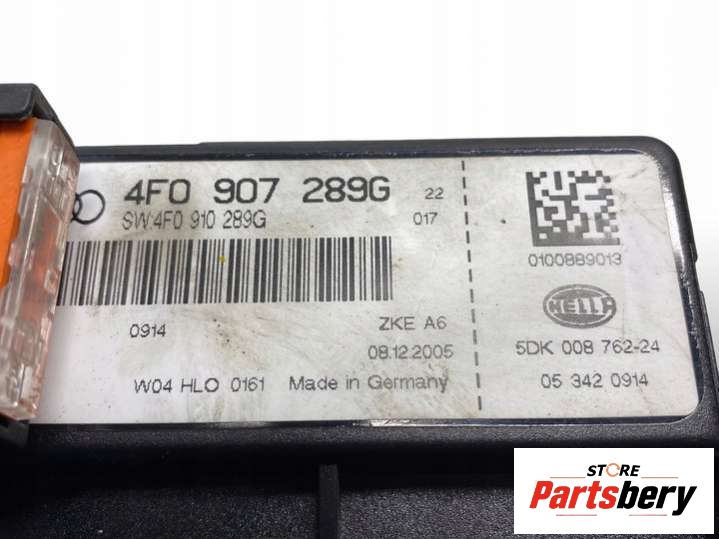 4F0 907 289G 22
SW:4F0 910 289G 017
0100889013
HELLA
0914 ZKE A6
08.12.2005
5DK 008 762-24
W04 HLO 0161 Made in Germany
05 342 0914
STORE
Partsbery